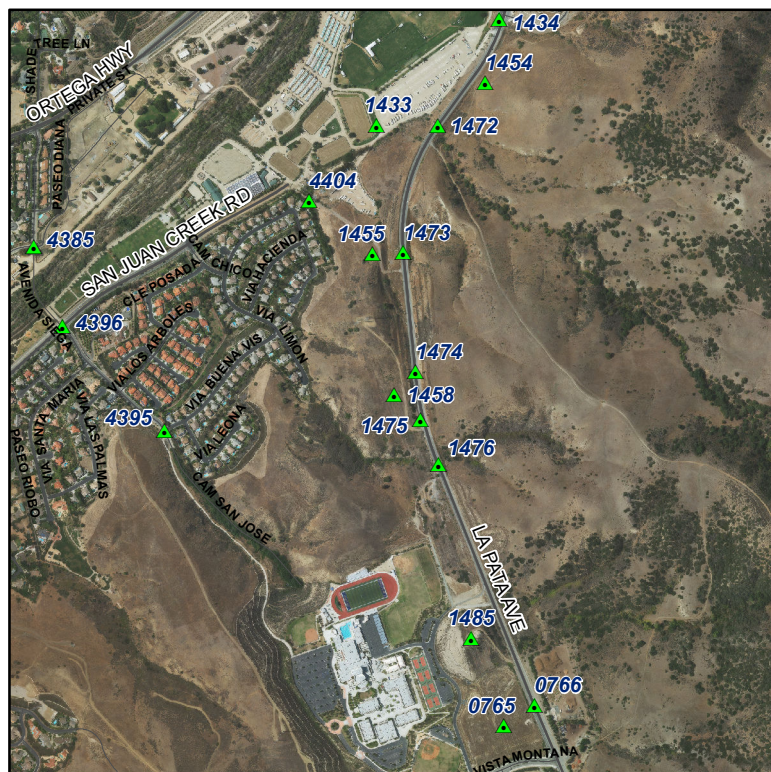 1434
TREE LN
SHADE
ORTEGA HWY
PRIVATE ST
1454
1433
1472
PASEO DIANA
4404
SAN JUAN CREEK RD
4385
1455
1473
CAM CHICO
VIA HACIENDA
CLE POSADA
AVENIDA SIEGA
4396
VIA LIMON
VIA LOS ARBOLES
VIA BUENA VIS
1474
1458
VIA SANTA MARIA
VIA LAS PALMAS
4395
1475
VIA LEONA
1476
PASEO RIOBO
CAM SAN JOSE
LA PATA AVE
1485
0766
0765
VISTA MONTANA